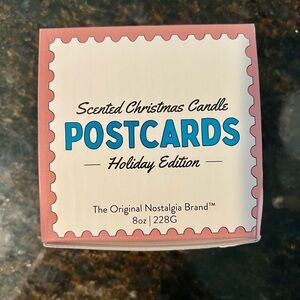 Scented Christmas Candle
POSTCARDS
— Holiday Edition —
The Original Nostalgia Brand™
8oz | 228G